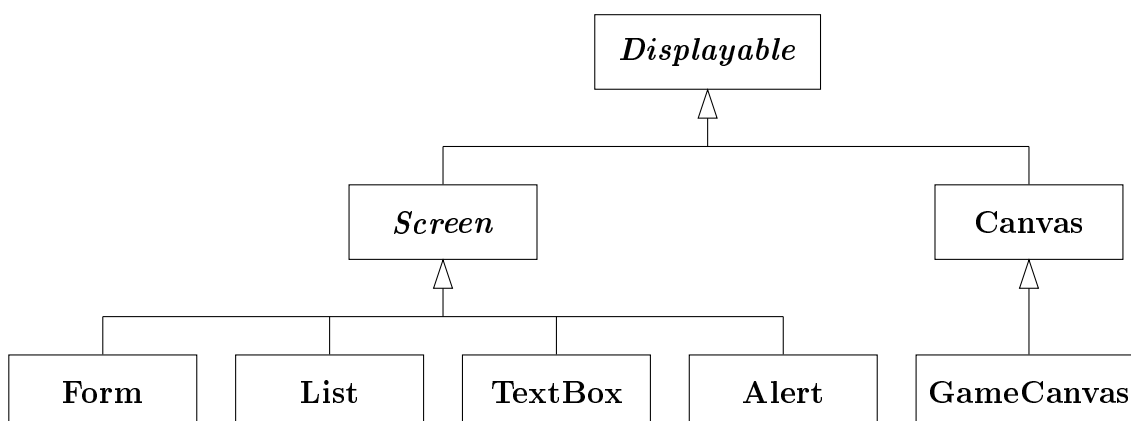 Displayable
Screen
Canvas
Form
List
TextBox
Alert
GameCanvas